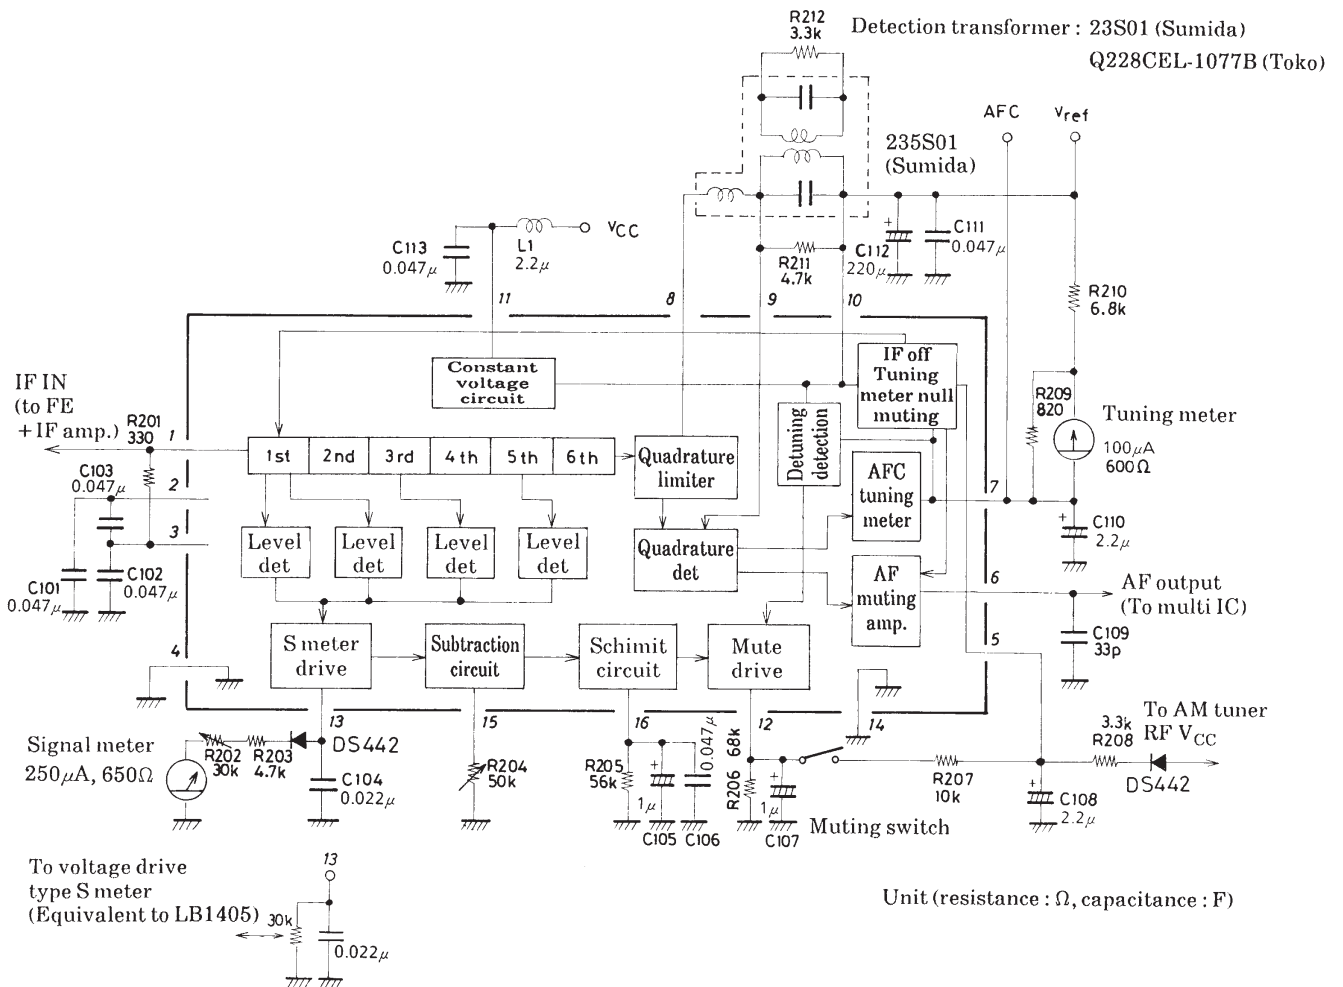 R212
3.3k
Detection transformer : 23S01 (Sumida)
Q228CEL-1077B (Toko)
AFC
Vref
235S01
(Sumida)
C113
0.047μ
L1
2.2μ
VCC
R211
4.7k
C112
220μ
C111
0.047μ
R210
6.8k
11
8
9
10
IF IN
(to FE
+IF amp.)
R201
330
1
Constant
voltage
circuit
IF off
Tuning
meter null
muting
R209
820
Tuning meter
100μA
600Ω
Detuning
detection
1st
2nd
3rd
4th
5th
6th
Quadrature
limiter
AFC
tuning
meter
7
C103
0.047μ
2
3
C101
0.047μ
C102
0.047μ
Level
det
Level
det
Level
det
Level
det
Quadrature
det
C110
2.2μ
AF
muting
amp.
6
AF output
(To multi IC)
5
C109
33p
4
S meter
drive
Subtraction
circuit
Schimit
circuit
Mute
drive
13
15
16
12
14
Signal meter
250μA, 650Ω
R202
30k
R203
4.7k
DS442
C104
0.022μ
R204
50k
R205
56k
1μ
C105
0.047μ
C106
R206
68k
1μ
C107
Muting switch
R207
10k
C108
2.2μ
3.3k
R208
DS442
To AM tuner
RF VCC
To voltage drive
type S meter
(Equivalent to LB1405)
13
30k
0.022μ
Unit (resistance : Ω, capacitance : F)